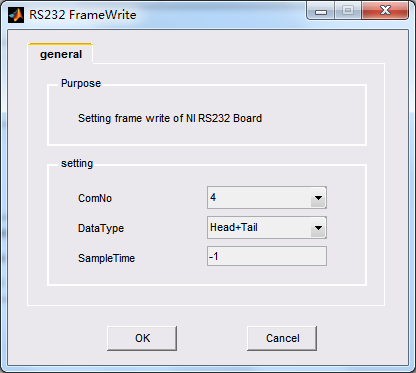 RS232 FrameWrite
general
Purpose
Setting frame write of NI RS232 Board
setting
ComNo 4
DataType Head+Tail
SampleTime -1
OK Cancel